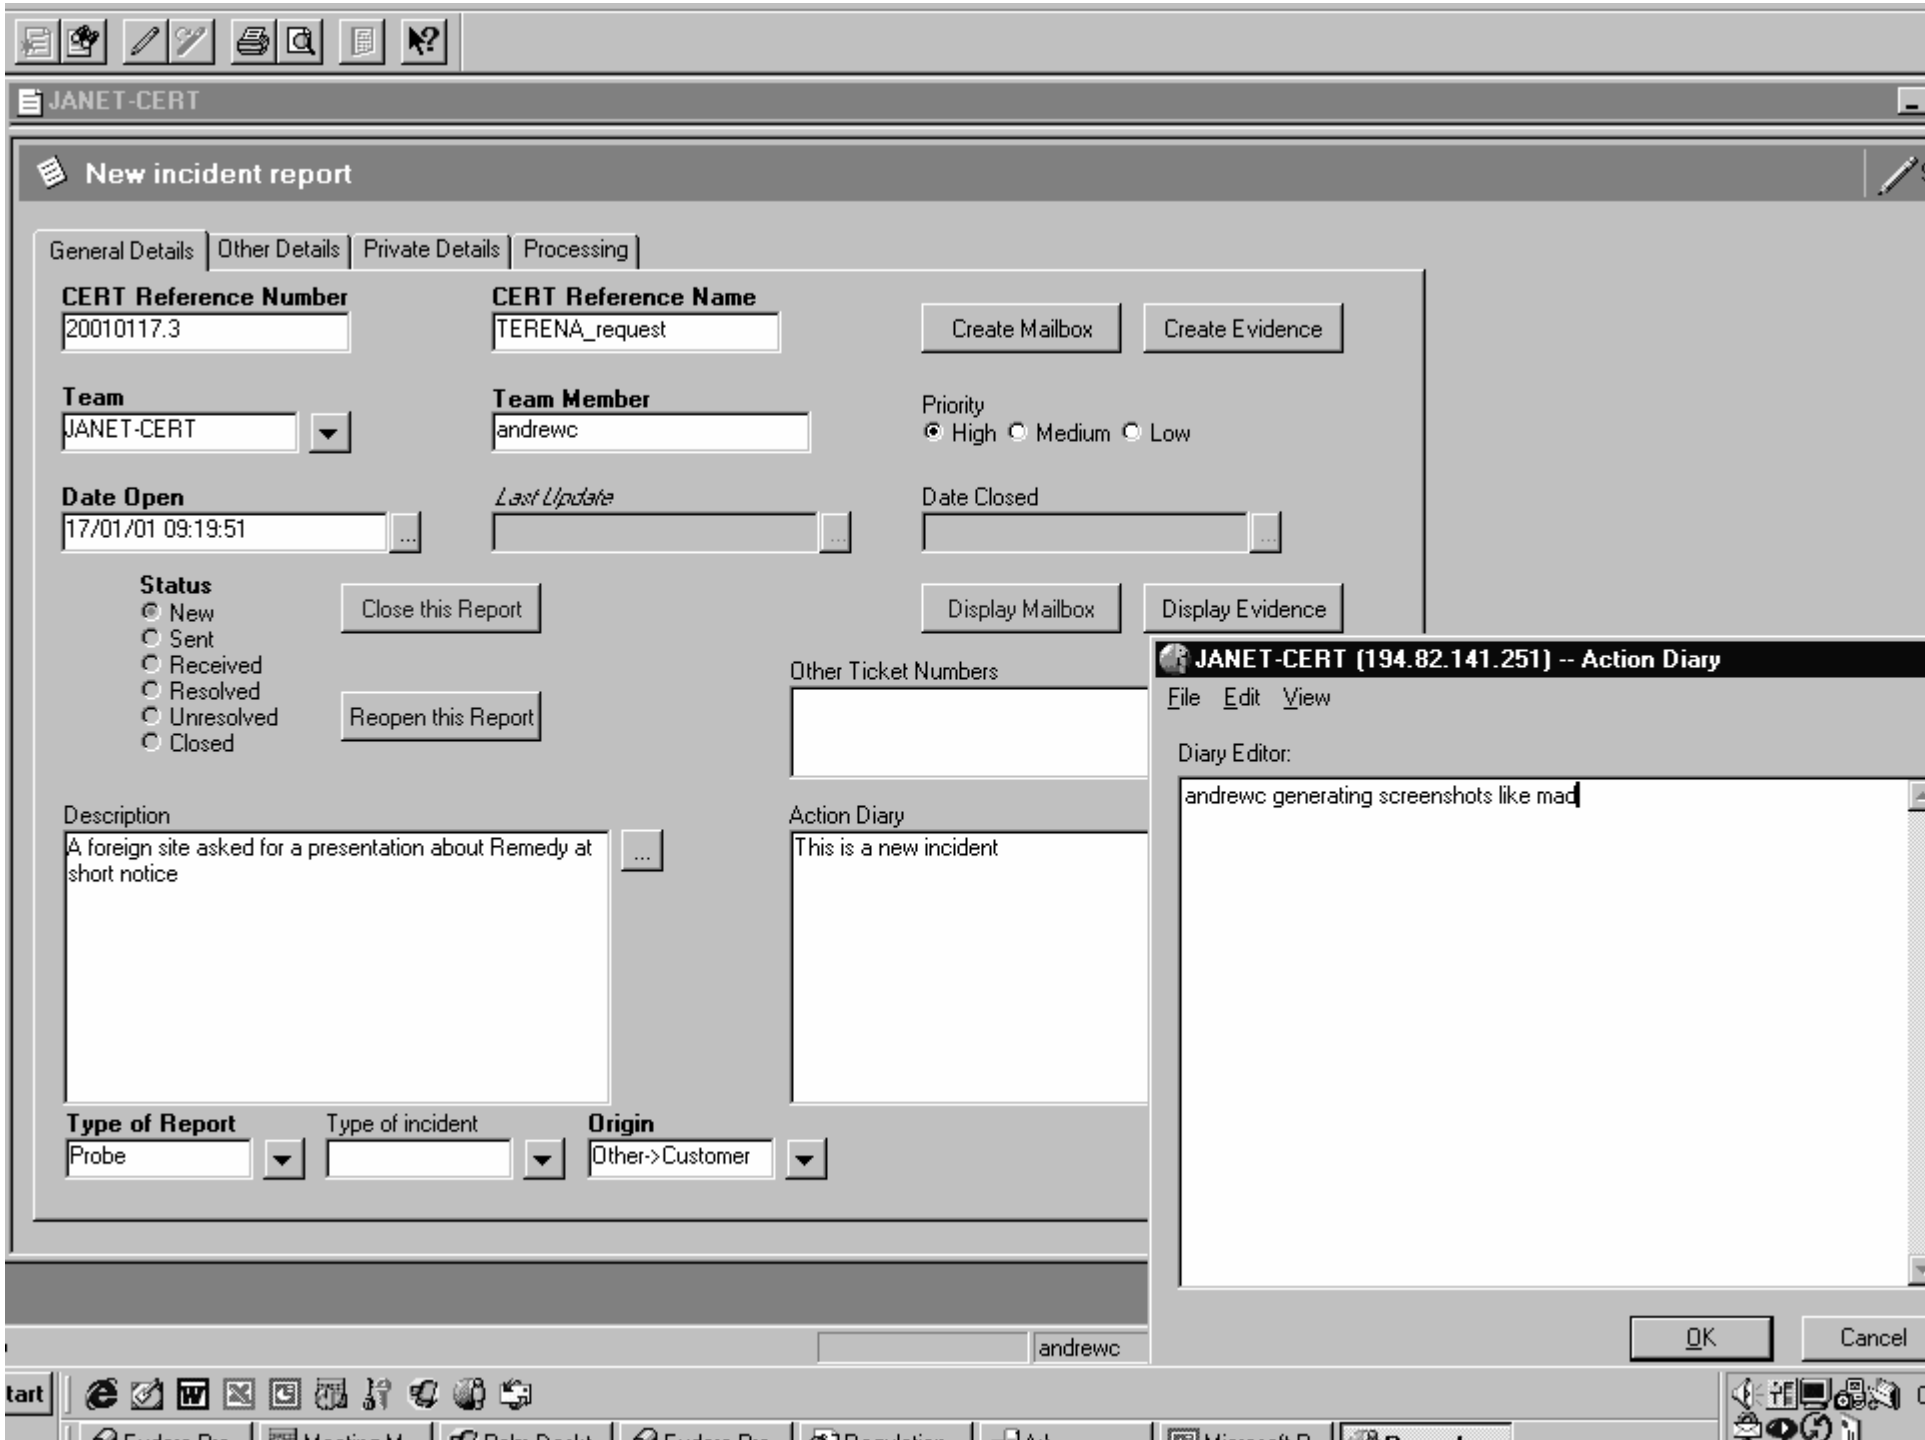 JANET-CERT
New incident report
General Details Other Details Private Details Processing
CERT Reference Number CERT Reference Name
20010117.3 TERENA_request Create Mailbox Create Evidence
Team Team Member Priority
JANET-CERT andrewc High Medium Low
Date Open Last Update Date Closed
17/01/01 09:19:51 ... ... ...
Status
New Close this Report Display Mailbox Display Evidence
Sent
Received
Resolved
Unresolved Reopen this Report
Closed
Other Ticket Numbers
JANET-CERT (194.82.141.251) -- Action Diary
File Edit View
Diary Editor:
andrewc generating screenshots like mad
Description Action Diary
A foreign site asked for a presentation about Remedy at ... This is a new incident
short notice
Type of Report Type of incident Origin
Probe Other->Customer
OK Cancel
andrewc
tart